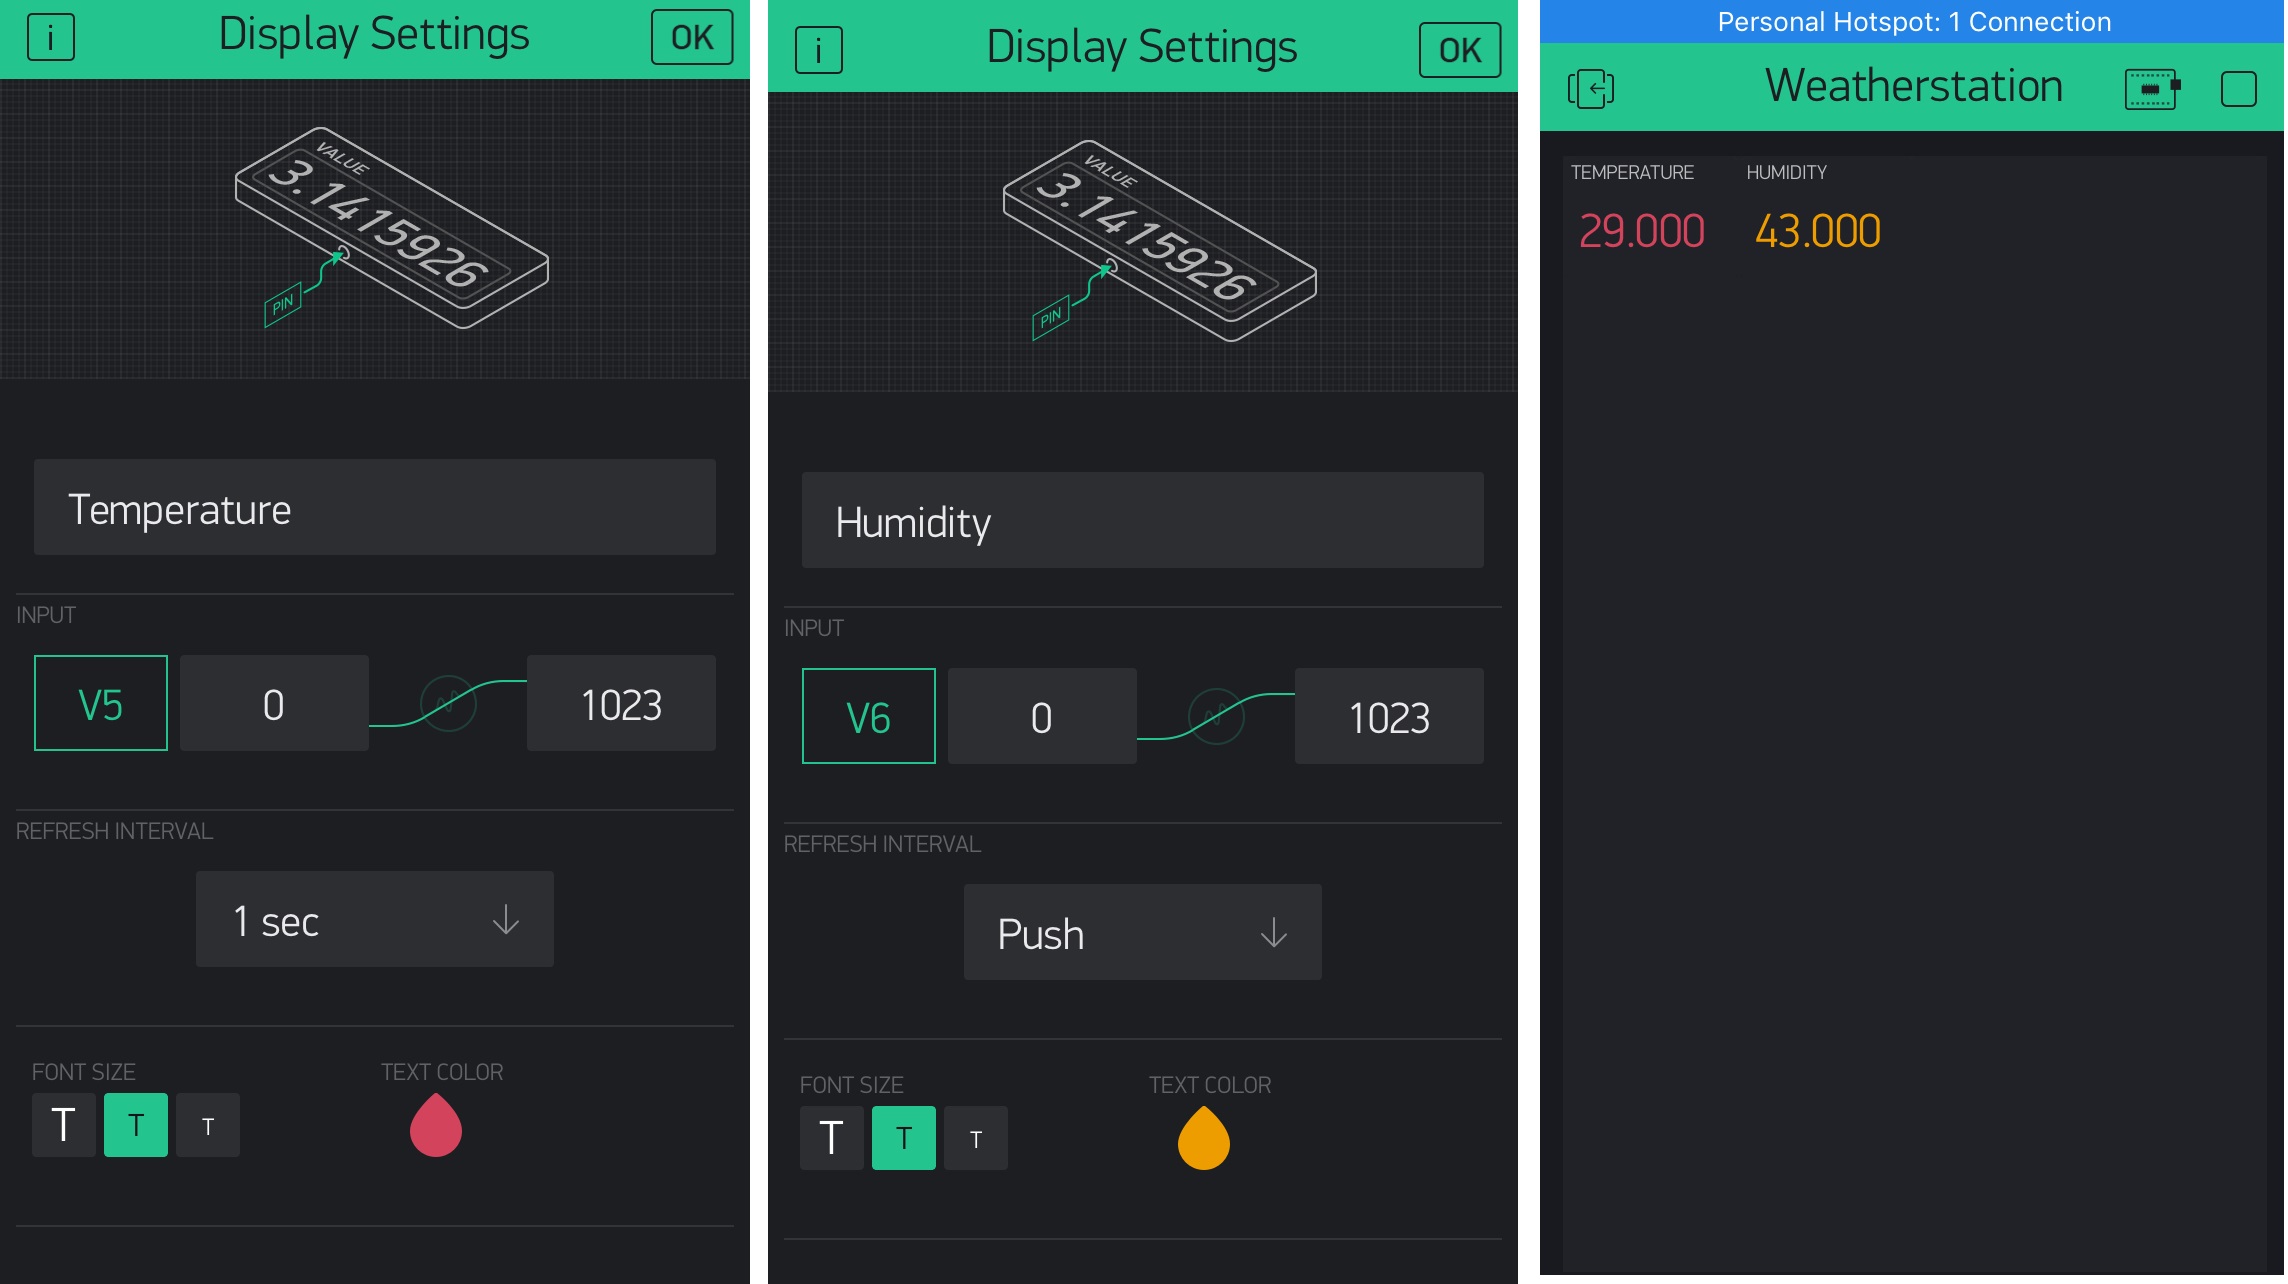 i
Display Settings
OK
VALUE
3.1415926
PIN
Temperature
INPUT
V5
0
1023
REFRESH INTERVAL
1 sec
FONT SIZE
TEXT COLOR
T
T
T
i
Display Settings
OK
VALUE
3.1415926
PIN
Humidity
INPUT
V6
0
1023
REFRESH INTERVAL
Push
FONT SIZE
TEXT COLOR
T
T
T
Personal Hotspot: 1 Connection
Weatherstation
TEMPERATURE
HUMIDITY
29.000
43.000